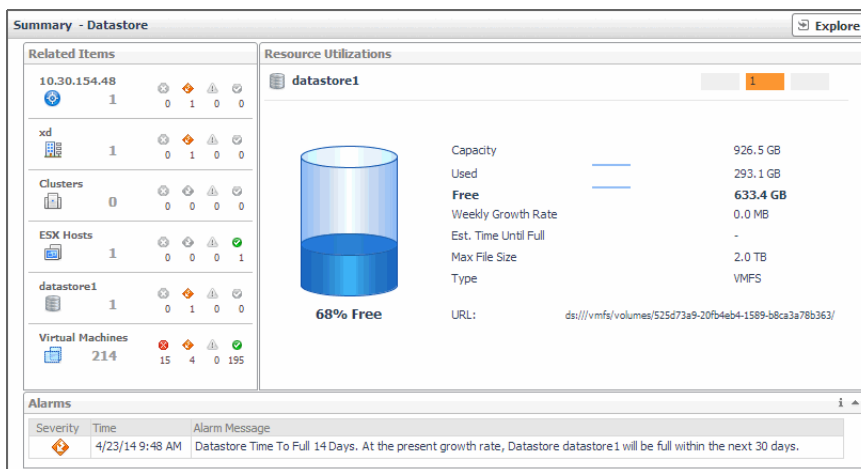 Summary - Datastore
Explore
Related Items
10.30.154.48
1
0 1 0 0
xd
1
0 1 0 0
Clusters
0
0 0 0 0
ESX Hosts
1
0 0 0 1
datastore1
1
0 1 0 0
Virtual Machines
214
15 4 0 195
Resource Utilizations
datastore1
1
68% Free
Capacity 926.5 GB
Used 293.1 GB
Free 633.4 GB
Weekly Growth Rate 0.0 MB
Est. Time Until Full -
Max File Size 2.0 TB
Type VMFS
URL: ds:///vmfs/volumes/525d73a9-20fb4eb4-1589-b8ca3a78b363/
Alarms
Severity Time Alarm Message
4/23/14 9:48 AM Datastore Time To Full 14 Days. At the present growth rate, Datastore datastore1 will be full within the next 30 days.